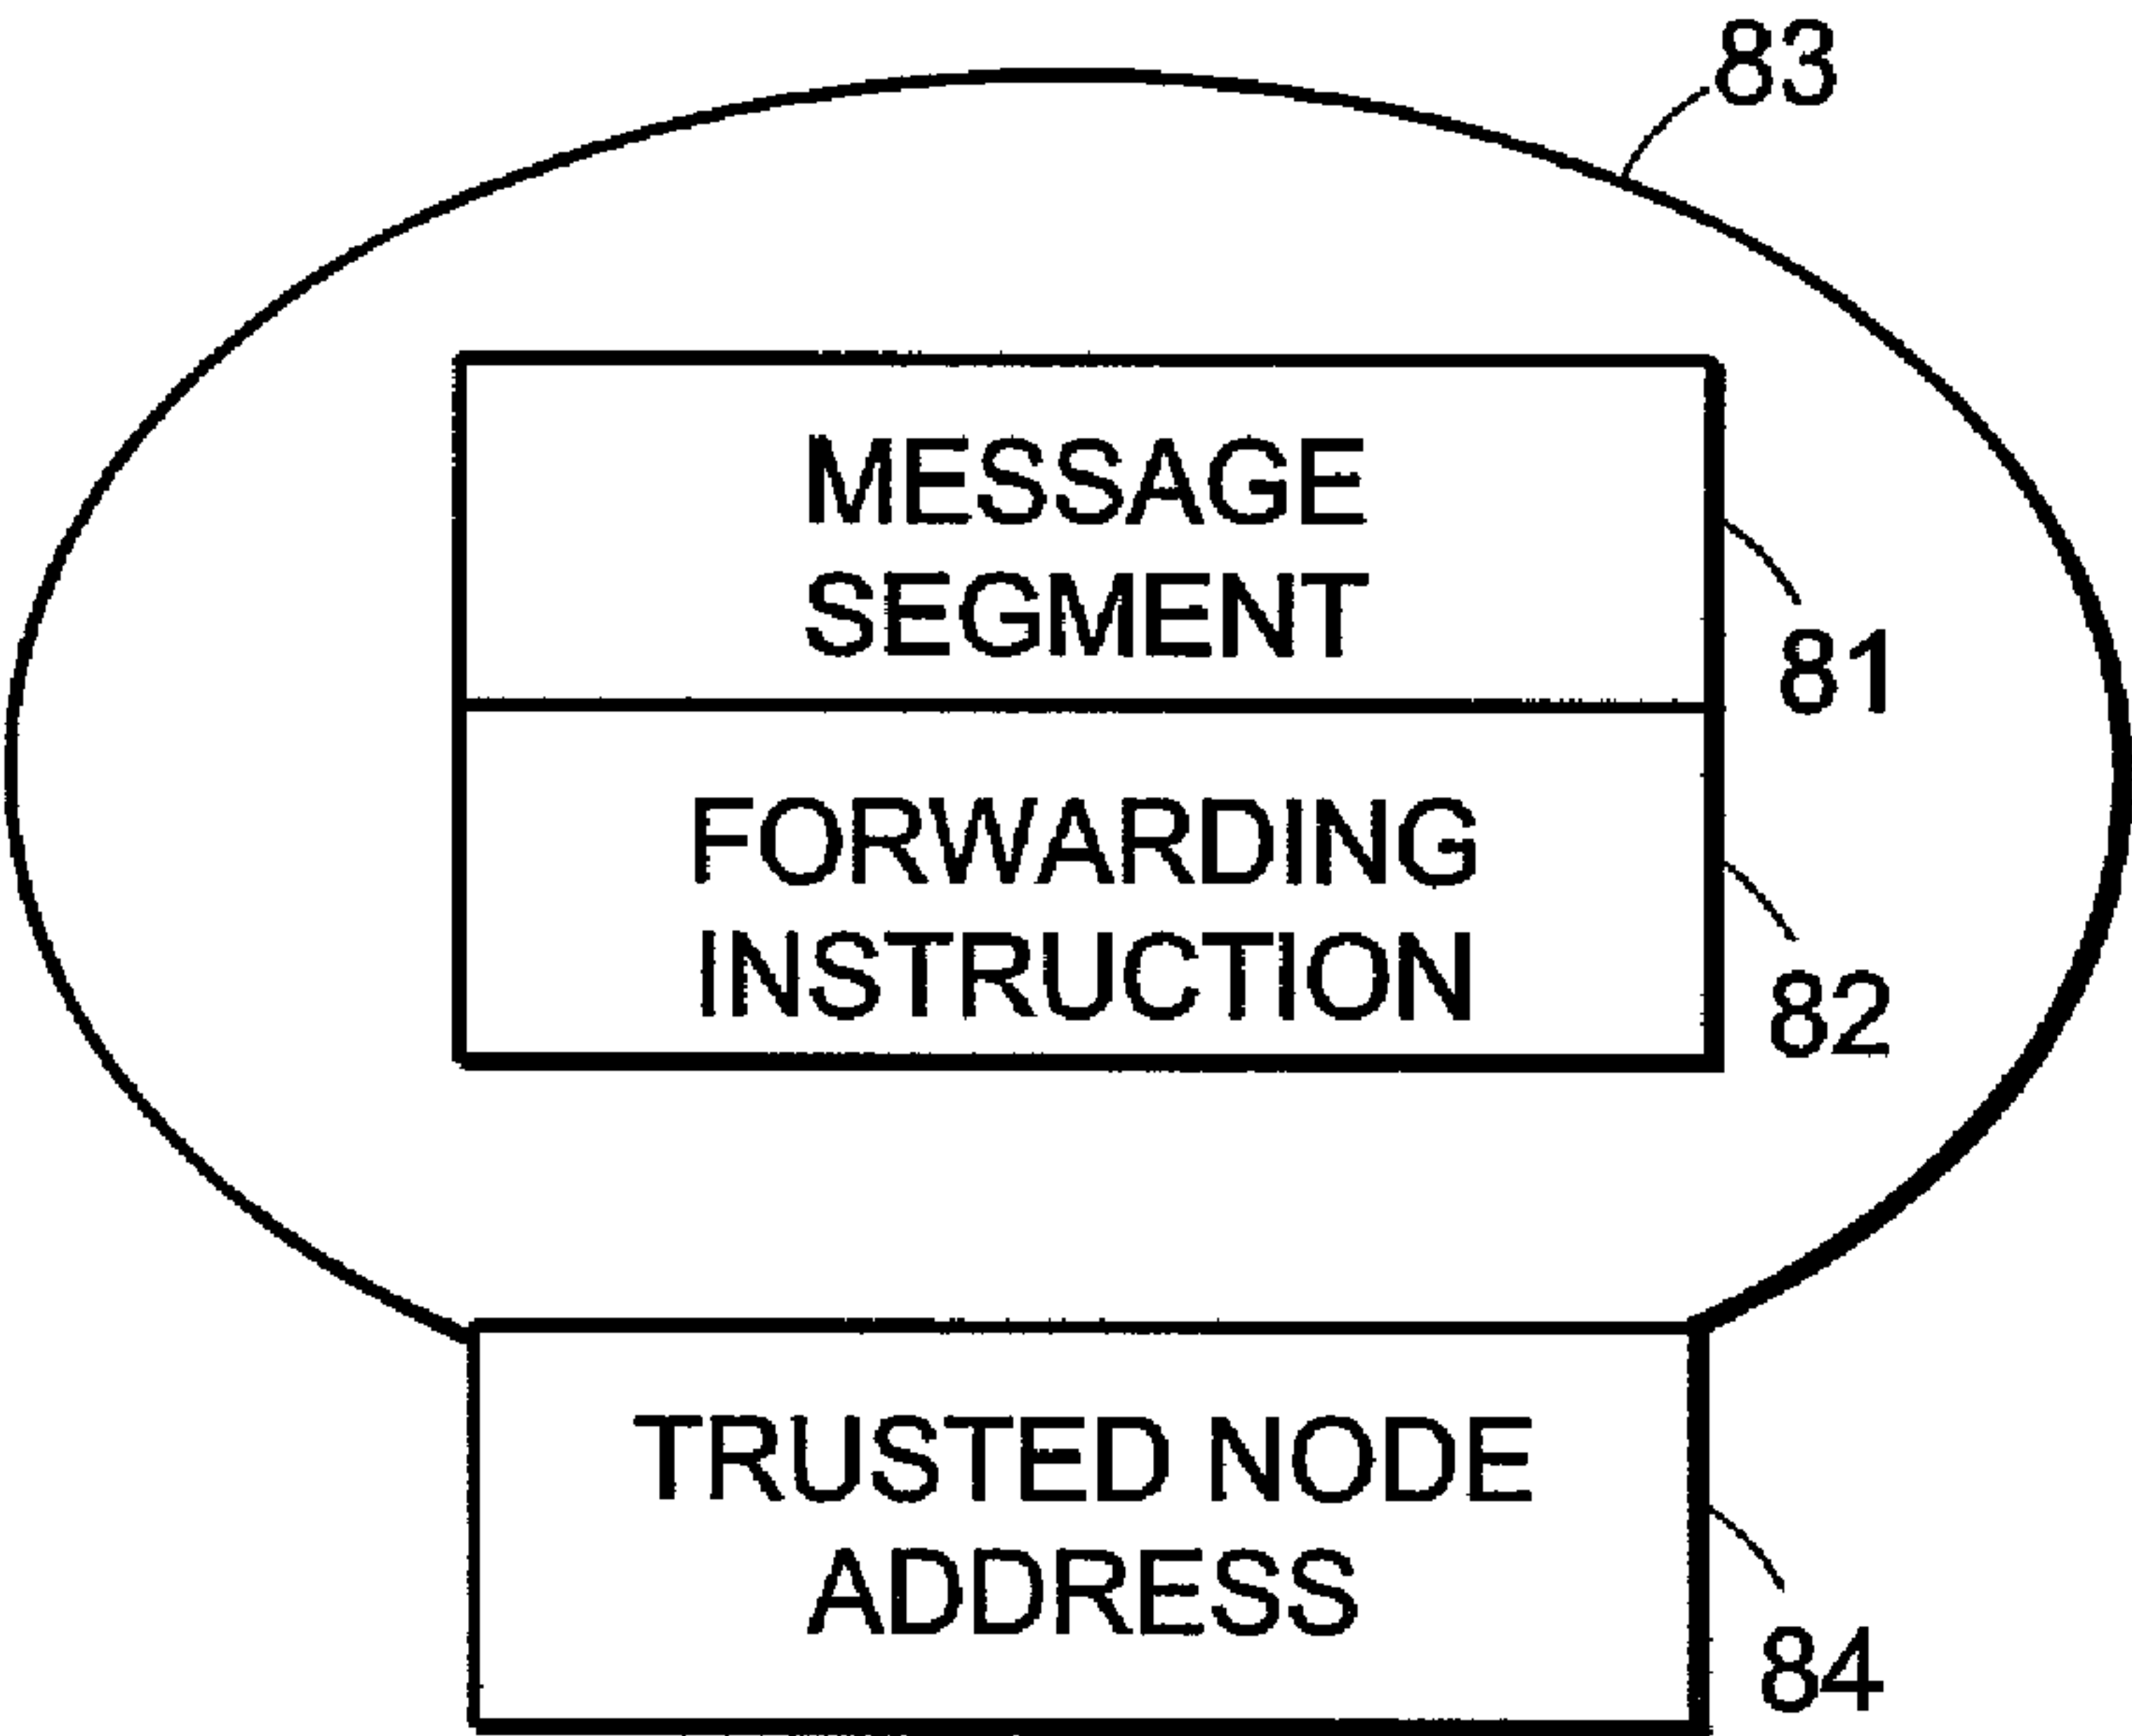 83
MESSAGE
SEGMENT
81
FORWARDING
INSTRUCTION
82
TRUSTED NODE
ADDRESS
84